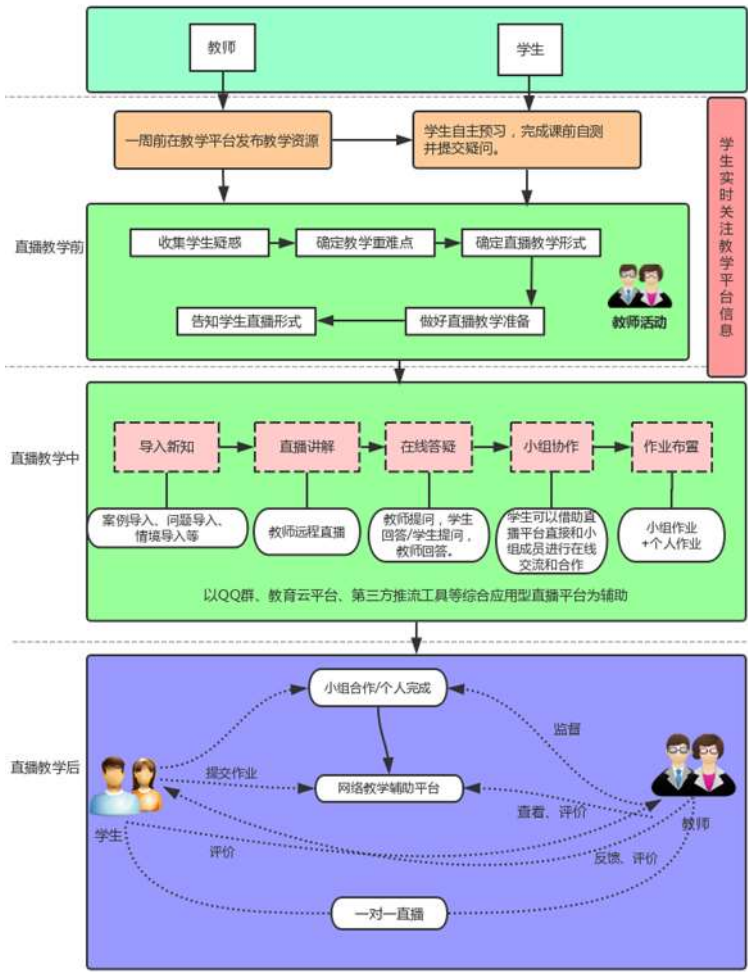 教师
学生
一周前在教学平台发布教学资源
学生自主预习，完成课前自测
并提交疑问。
学生实时关注教学平台信息
直播教学前
收集学生疑惑
确定教学重难点
确定直播教学形式
告知学生直播形式
做好直播教学准备
教师活动
直播教学中
导入新知
直播讲解
在线答疑
小组协作
作业布置
案例导入、问题导入、
情境导入等
教师远程直播
教师提问，学生
回答/学生提问，
教师回答。
学生可以借助直
播平台直接和小
组成员进行在线
交流和合作
小组作业
+个人作业
以QQ群、教育云平台、第三方推流工具等综合应用型直播平台为辅助
直播教学后
小组合作/个人完成
监督
提交作业
网络教学辅助平台
查看、评价
学生
教师
评价
反馈、评价
一对一直播